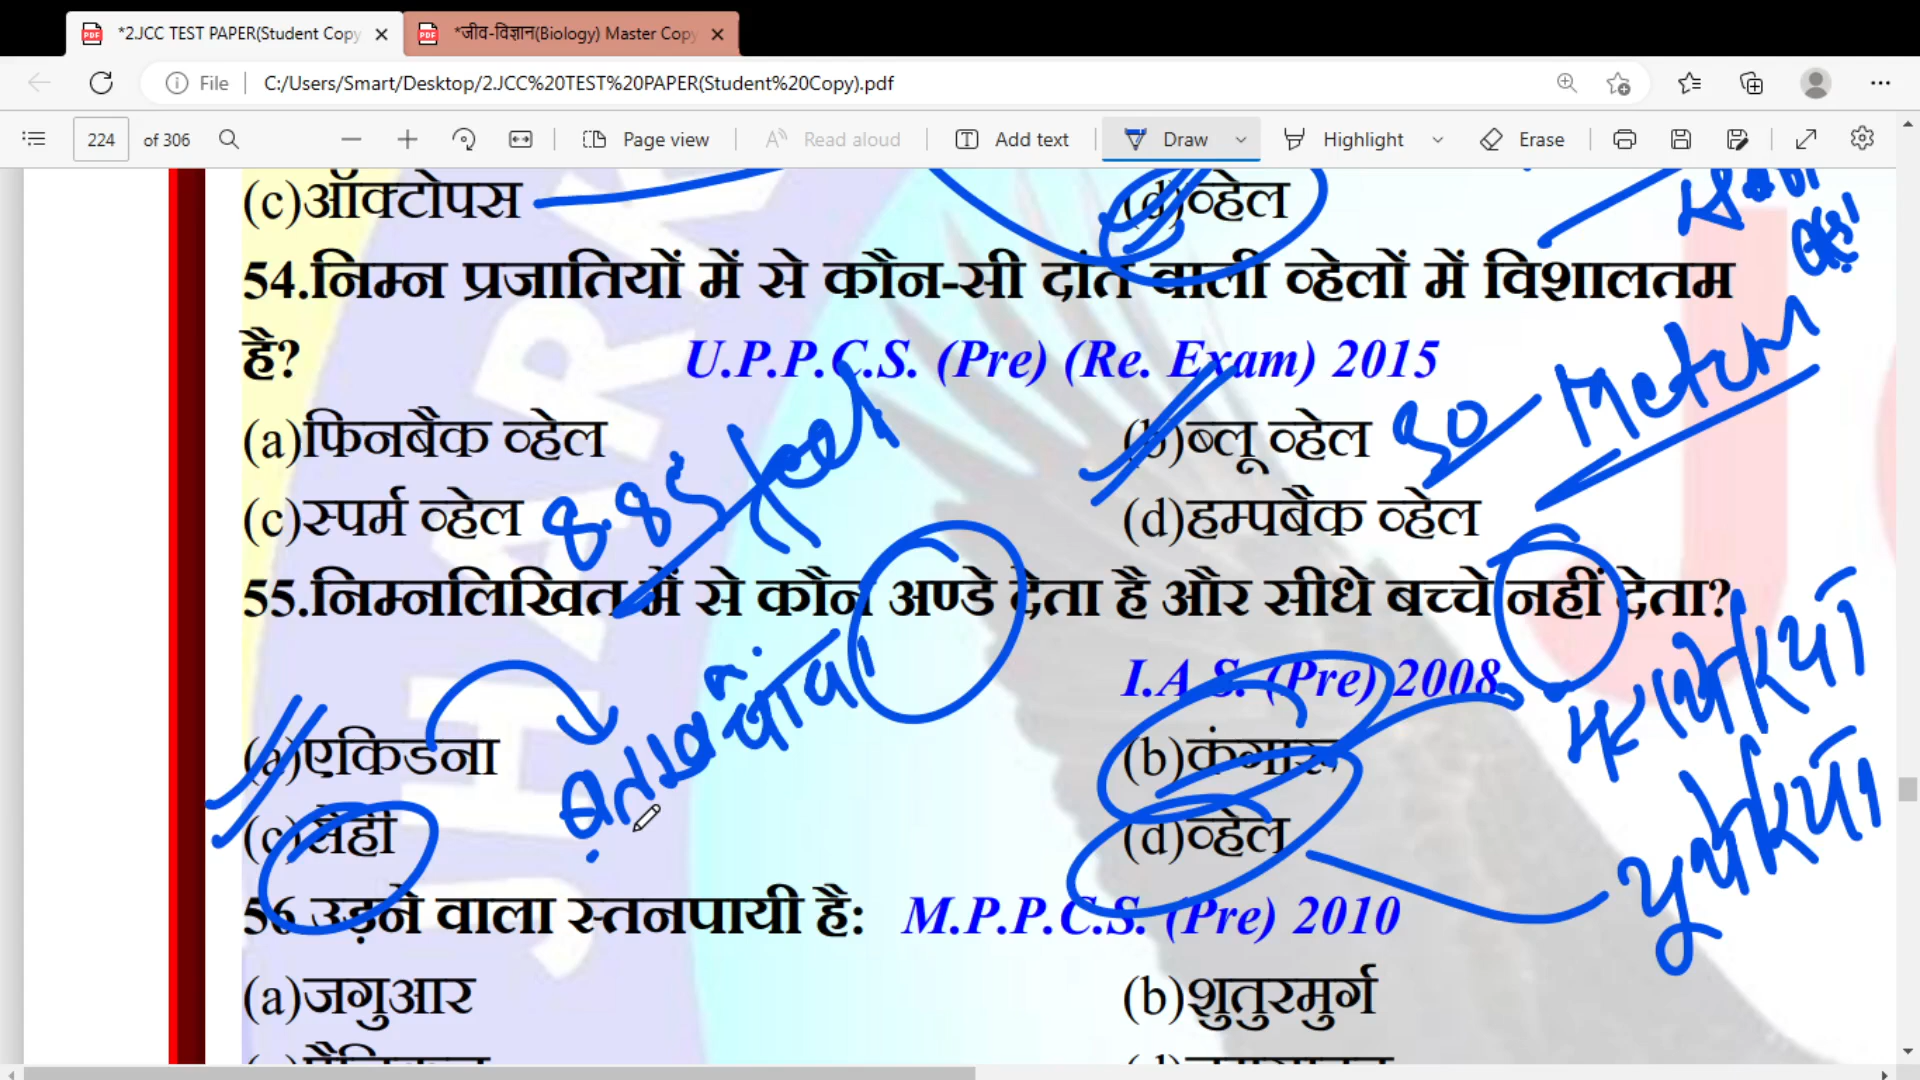 *2.JCC TEST PAPER(Student Copy
*जीव-विज्ञान(Biology) Master Copy
File
C:/Users/Smart/Desktop/2.JCC%20TEST%20PAPER(Student%20Copy).pdf
224 of 306
Page view
Read aloud
Add text
Draw
Highlight
Erase
(c)ऑक्टोपस (d)व्हेल
54.निम्न प्रजातियों में से कौन-सी दांत वाली व्हेलों में विशालतम
है? U.P.P.C.S. (Pre) (Re. Exam) 2015
(a)फिनबैक व्हेल (b)ब्लू व्हेल 30 Meter
(c)स्पर्म व्हेल 8.85 feet (d)हम्पबैक व्हेल
55.निम्नलिखित में से कौन अण्डे देता है और सीधे बच्चे नहीं देता?
I.A.S. (Pre) 2008
(a)एकिडना (b)कंगारू
(c)सेही (d)व्हेल
56.उड़ने वाला स्तनपायी है: M.P.P.C.S. (Pre) 2010
(a)जगुआर (b)शुतुरमुर्ग
JHARK